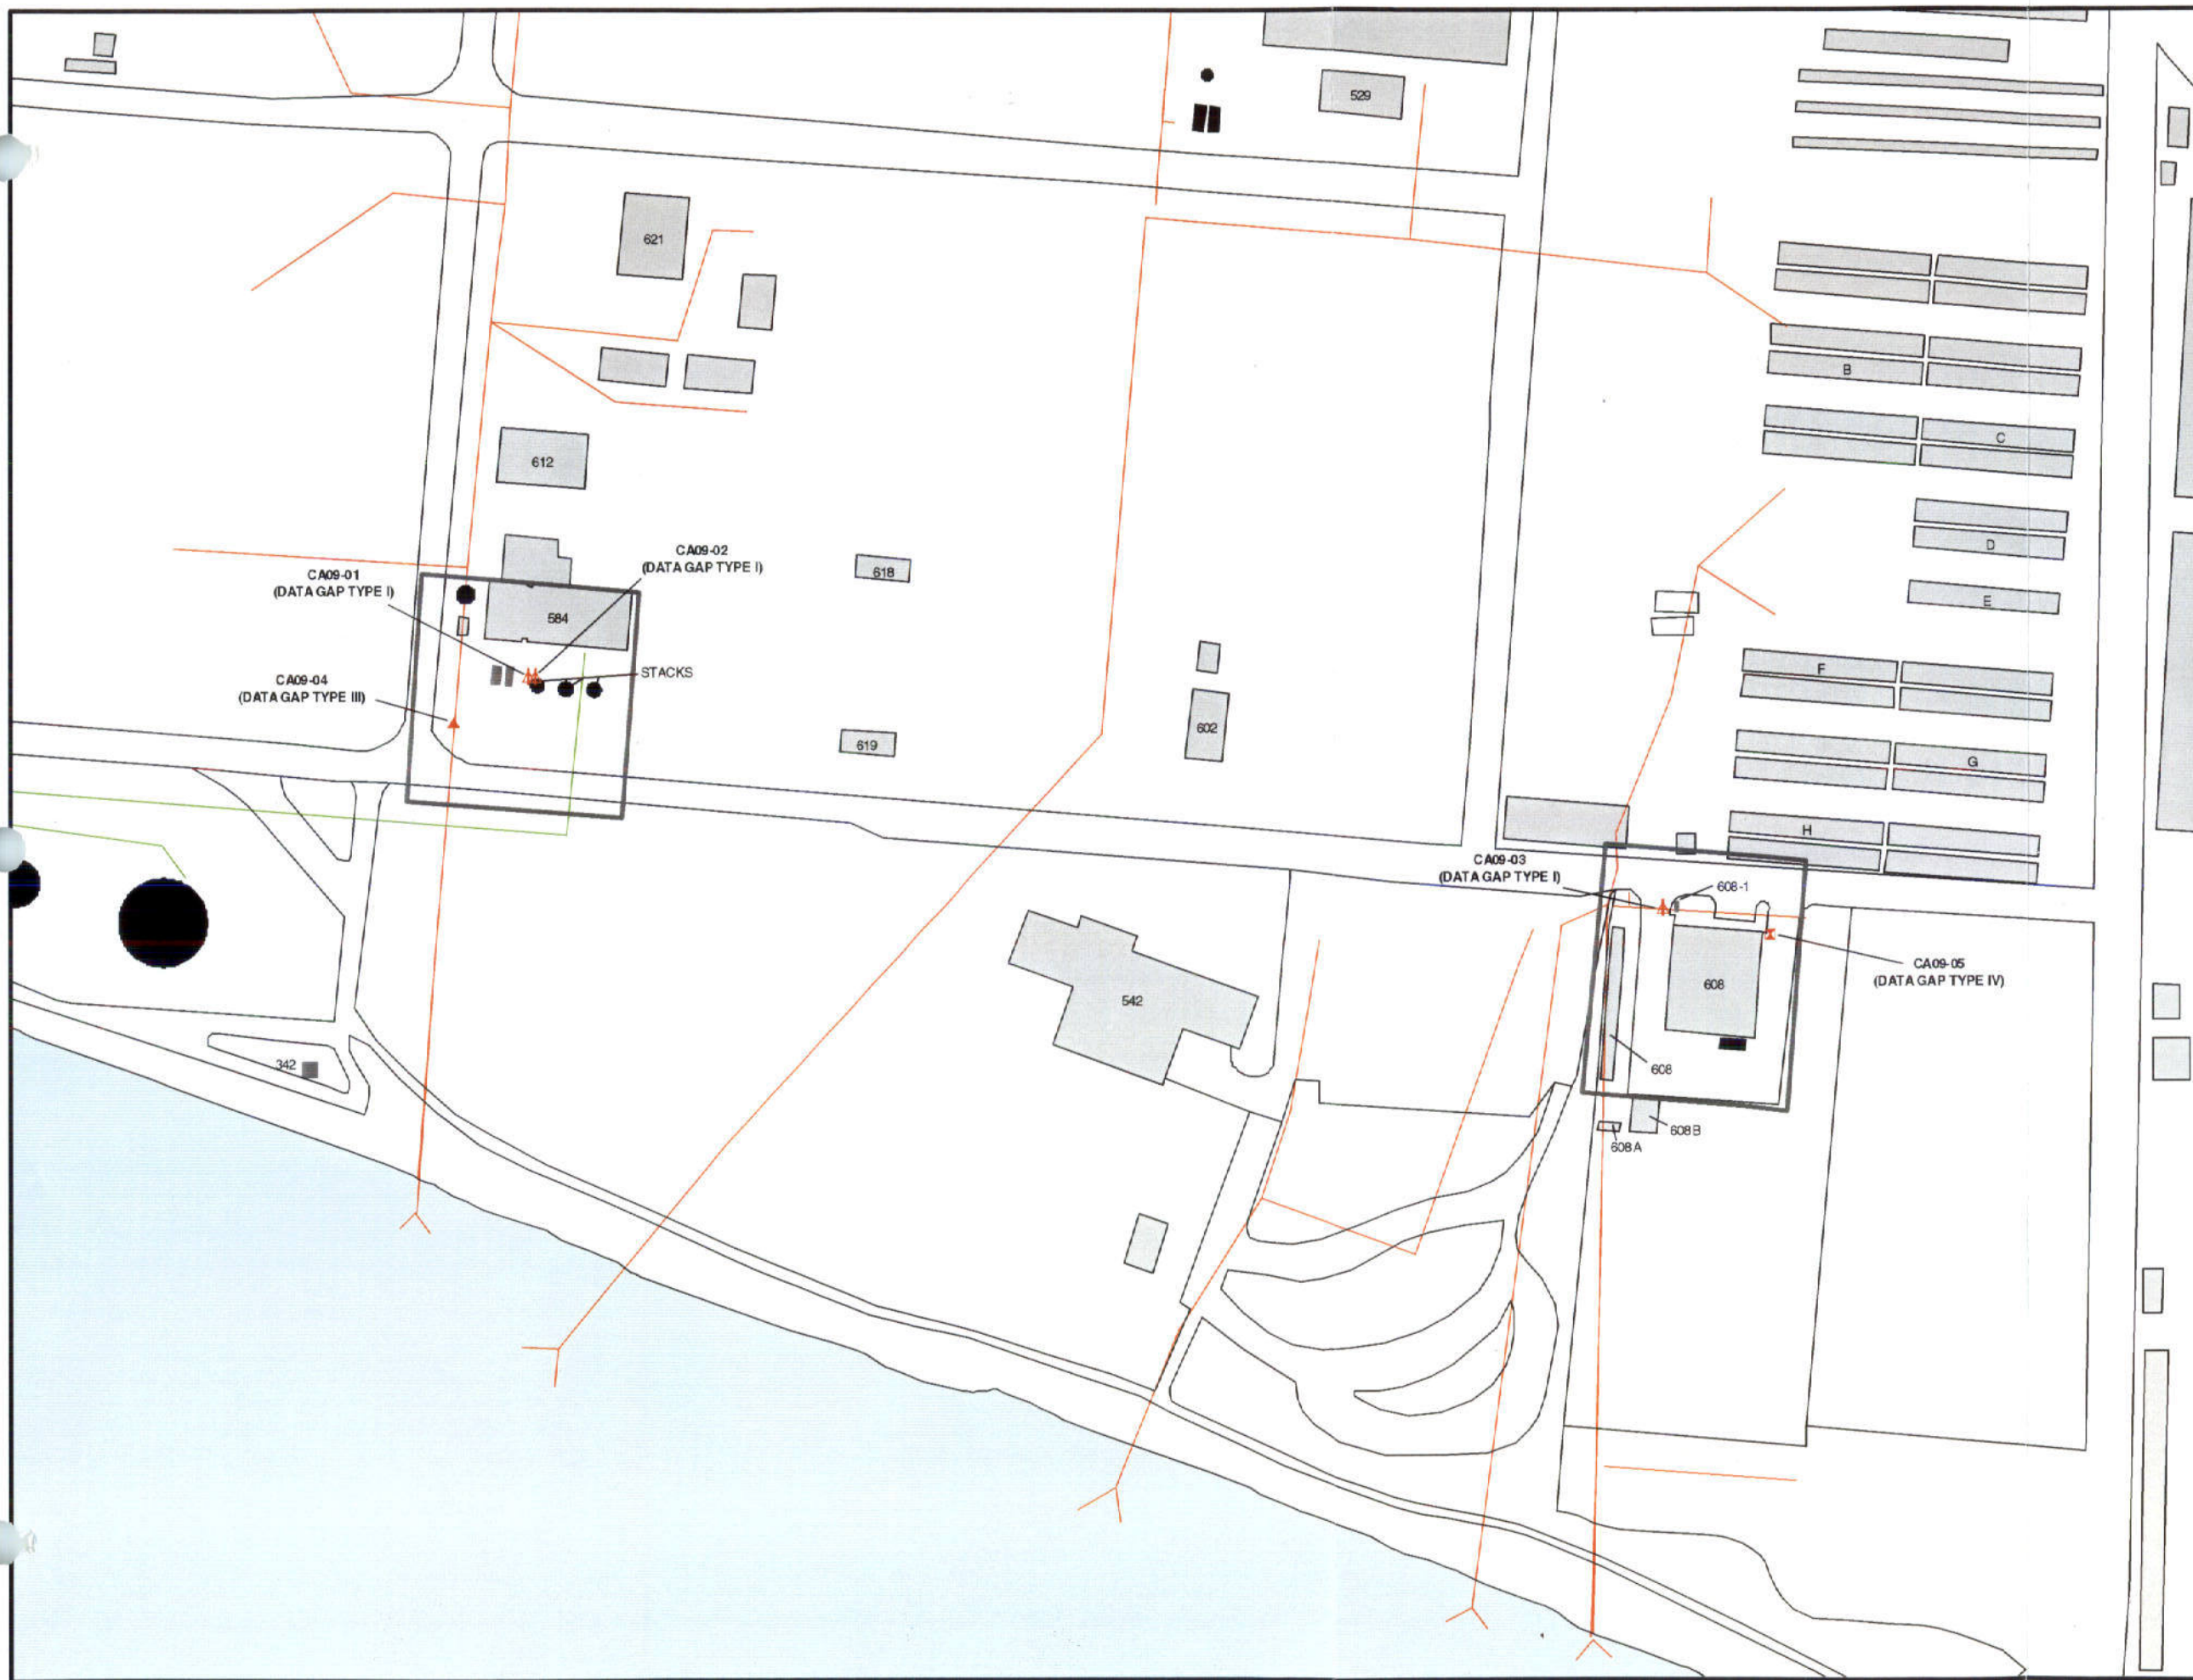 529
621
B
C
612
D
CA09-02
(DATA GAP TYPE I)
CA09-01
(DATA GAP TYPE I)
618
E
584
F
STACKS
CA09-04
(DATA GAP TYPE III)
602
619
G
H
CA09-03
(DATA GAP TYPE I)
608-1
CA09-05
(DATA GAP TYPE IV)
608
542
342
608
608B
608A